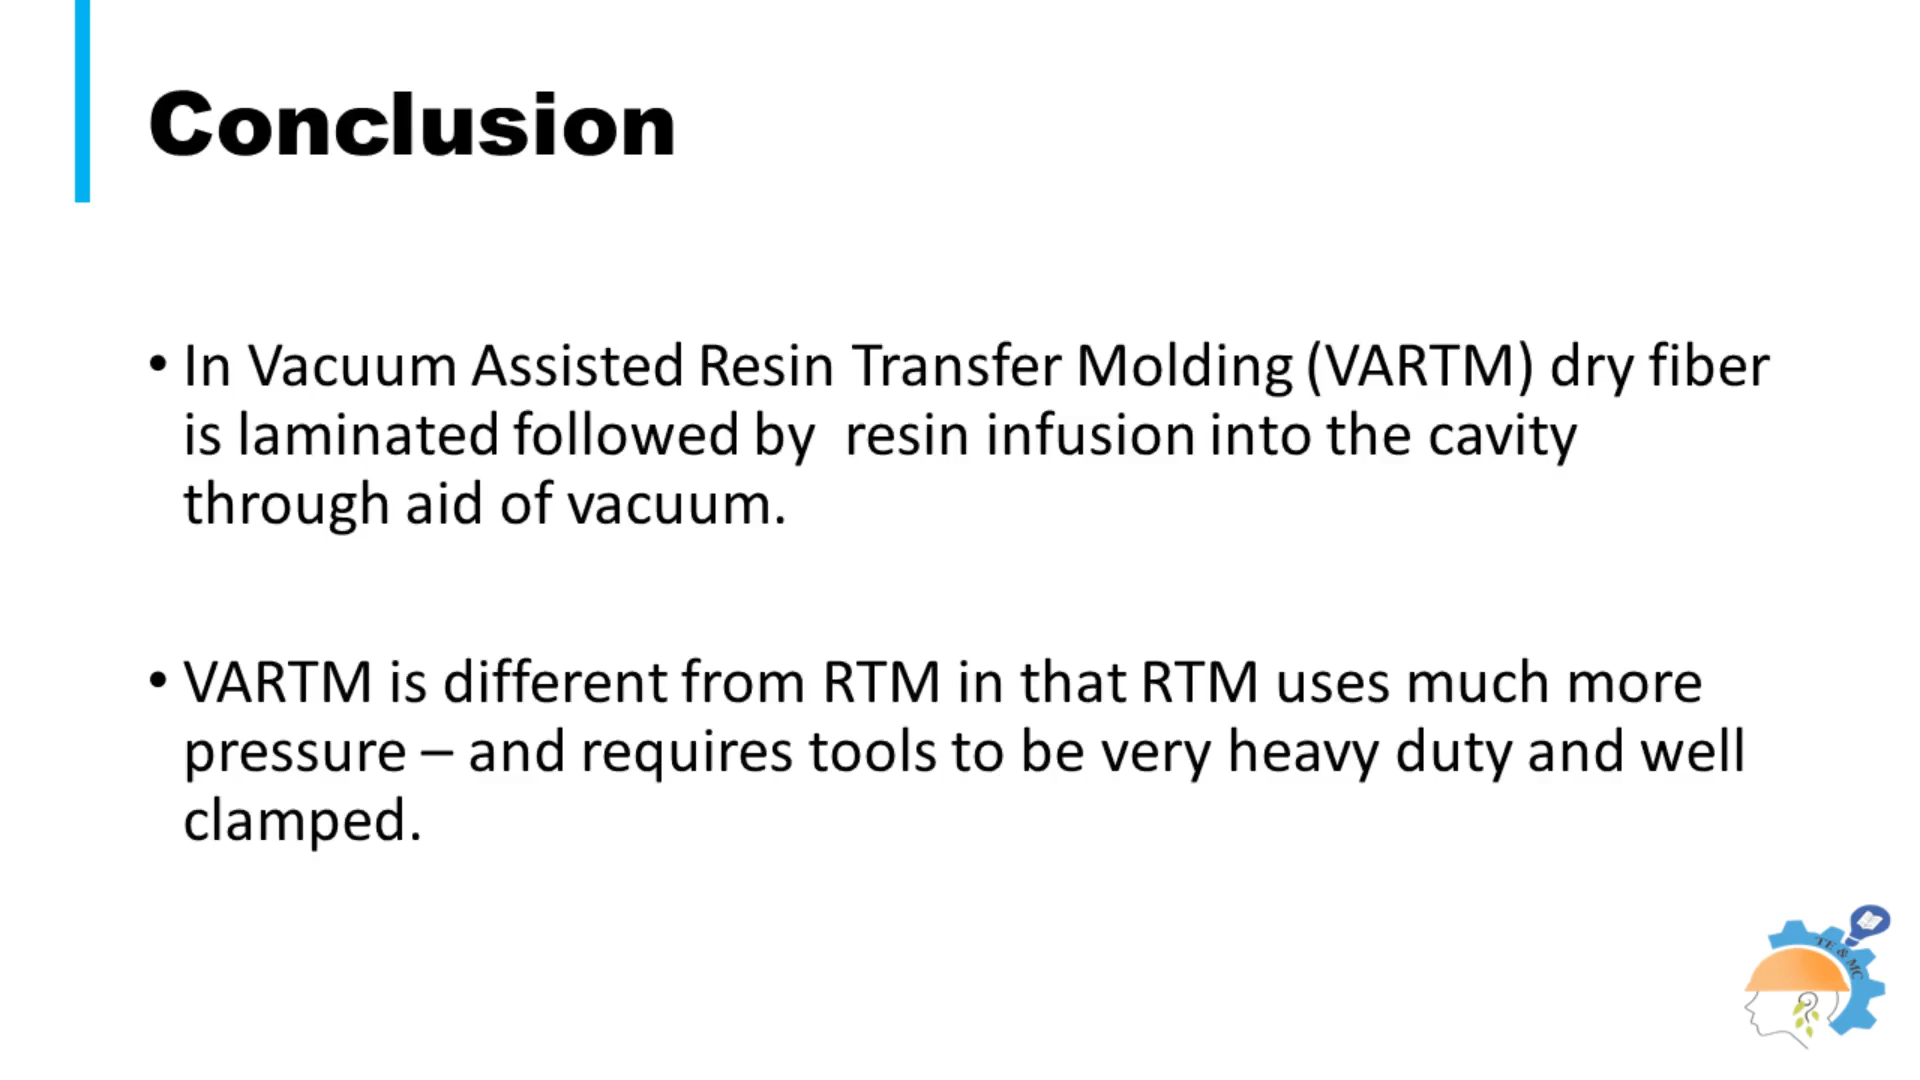 Conclusion
• In Vacuum Assisted Resin Transfer Molding (VARTM) dry fiber
is laminated followed by  resin infusion into the cavity
through aid of vacuum.
• VARTM is different from RTM in that RTM uses much more
pressure – and requires tools to be very heavy duty and well
clamped.
TE & MC